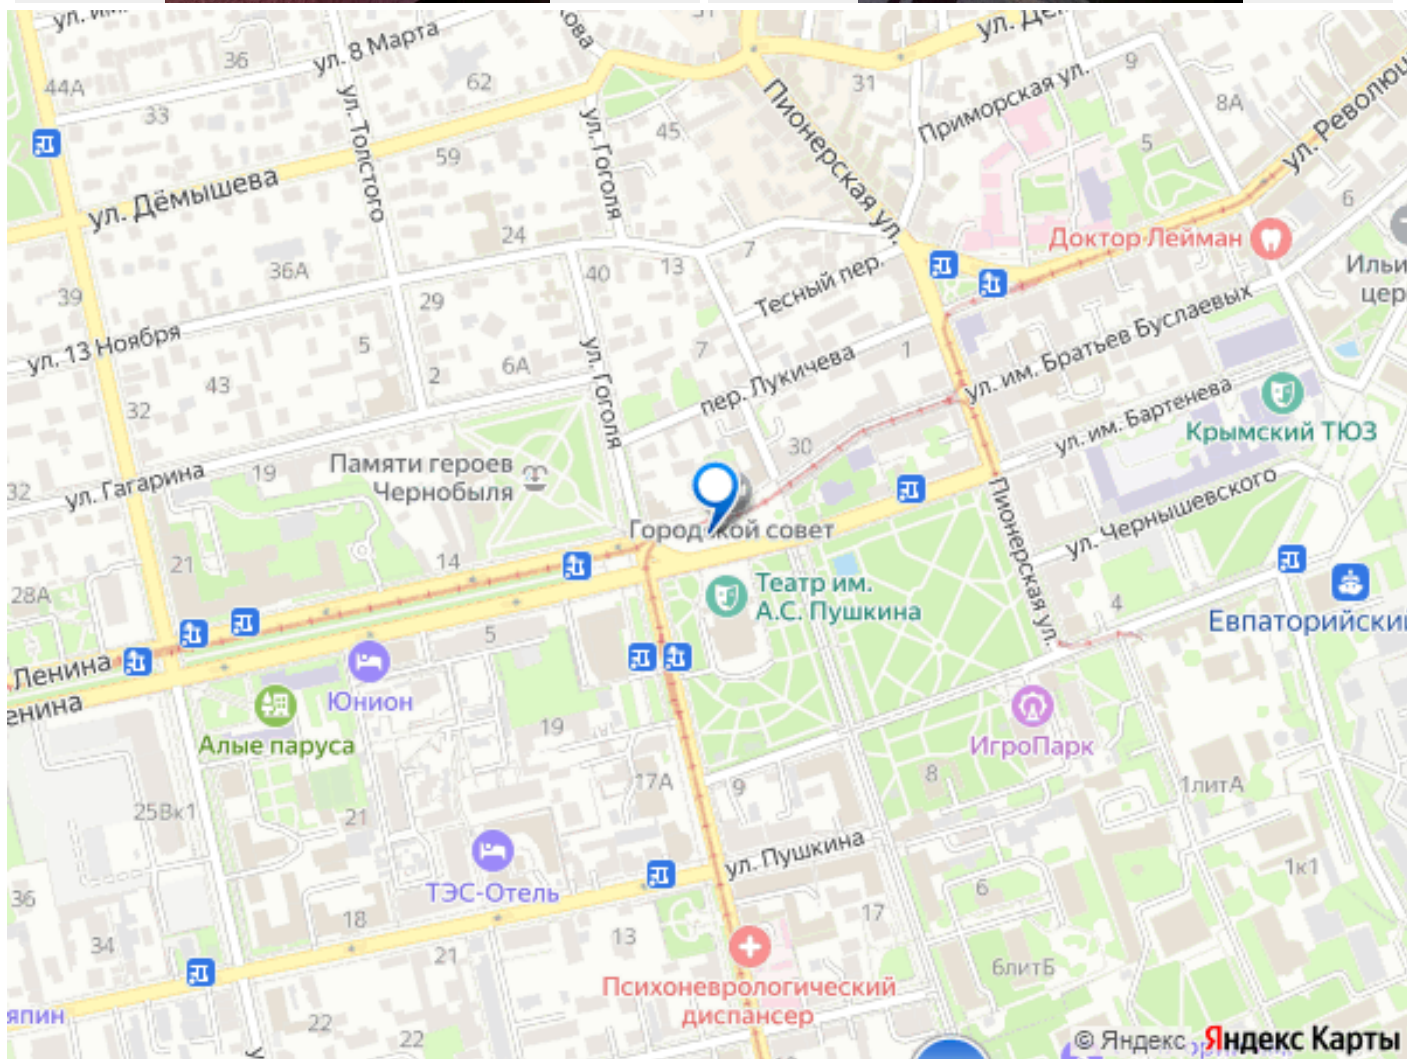 44А
36
ул. 8 Марта
62
33
31
Приморская ул.
9
8А
ул. Толстого
ул. Гоголя
45
59
5
Пионерская ул.
ул. Дёмышева
6
24
7
Доктор Лейман
36А
40
13
Тесный пер.
39
29
ул. 13 Ноября
5
6А
ул. Гоголя
7
пер. Лукичева
1
ул. им. Братьев Буслаевых
43
2
32
ул. им. Бартенева
Крымский ТЮЗ
ул. Гагарина
19
Памяти героев
Чернобыля
30
32
Пионерская ул.
ул. Чернышевского
Городской совет
21
14
28А
Театр им.
А.С. Пушкина
4
5
Ленина
Юнион
19
Алые паруса
ИгроПарк
17А
9
8
1литА
25Вк1
21
ул. Пушкина
ТЭС-Отель
6
1к1
36
18
17
34
13
21
6литБ
Психоневрологический
диспансер
22
22
© Яндекс Яндекс Карты